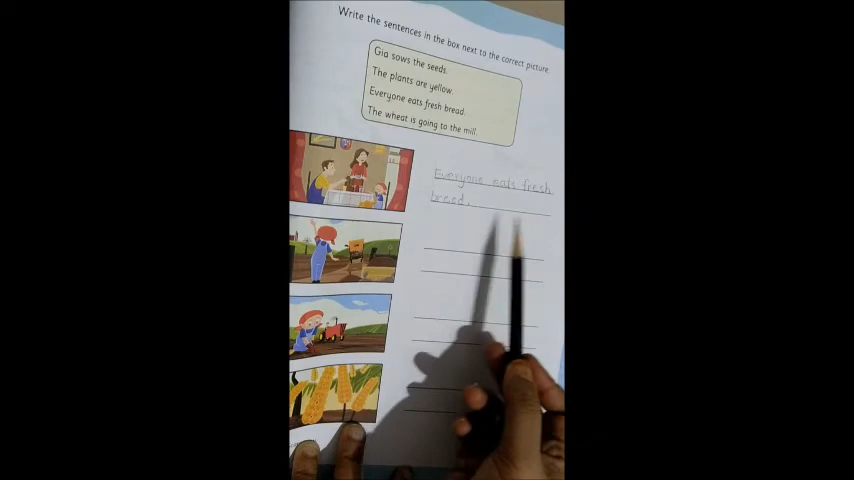 Write the sentences in the box next to the correct picture.
Gia sows the seeds.
The plants are yellow.
Everyone eats fresh bread.
The wheat is going to the mill.
Everyone eats fresh
breed.